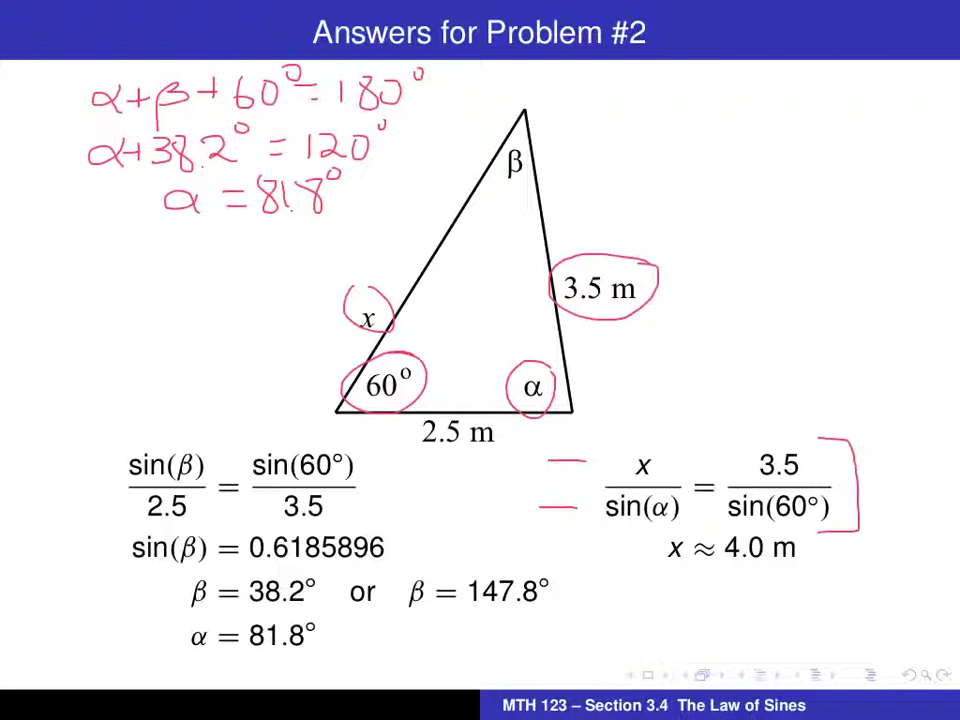 Answers for Problem #2
α+β+60°=180°
α+38.2°=120°
α=81.8°
β
3.5 m
x
60°
α
2.5 m
sin(β)/2.5 = sin(60°)/3.5
sin(β) = 0.6185896
β = 38.2° or β = 147.8°
α = 81.8°
x/sin(α) = 3.5/sin(60°)
x ≈ 4.0 m
MTH 123 – Section 3.4 The Law of Sines